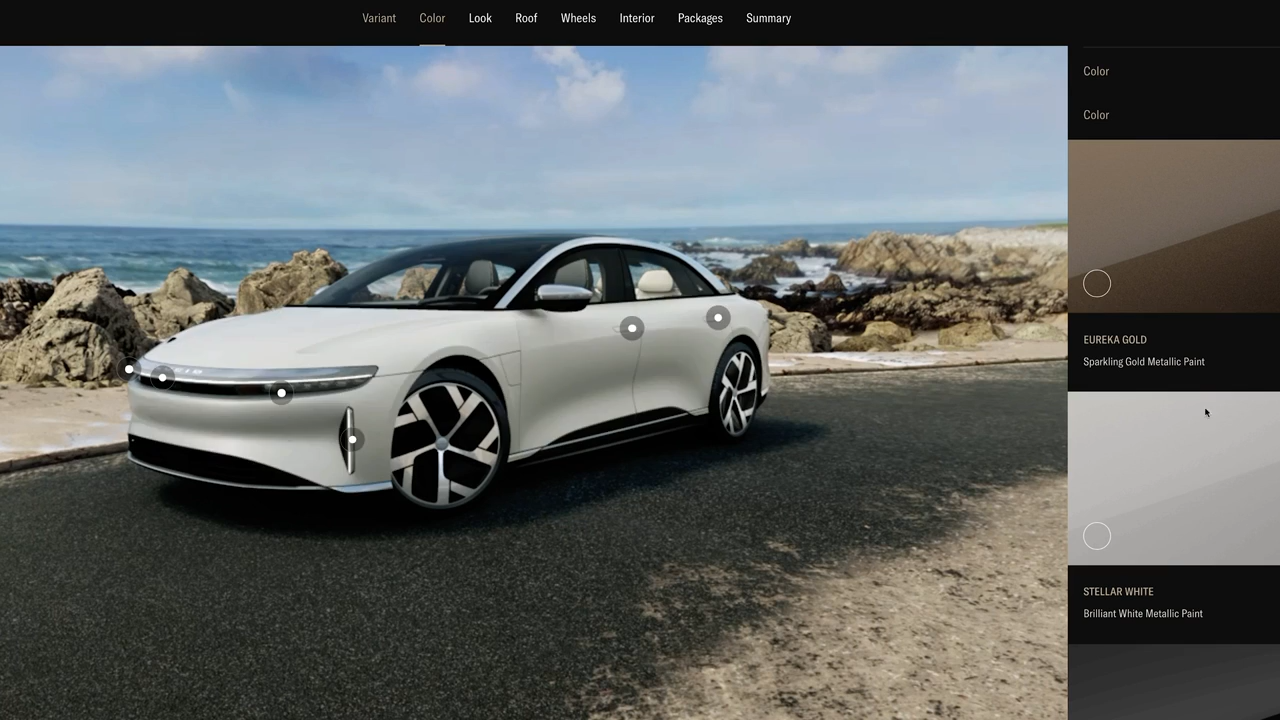 Variant
Color
Look
Roof
Wheels
Interior
Packages
Summary
Color
Color
EUREKA GOLD
Sparkling Gold Metallic Paint
STELLAR WHITE
Brilliant White Metallic Paint